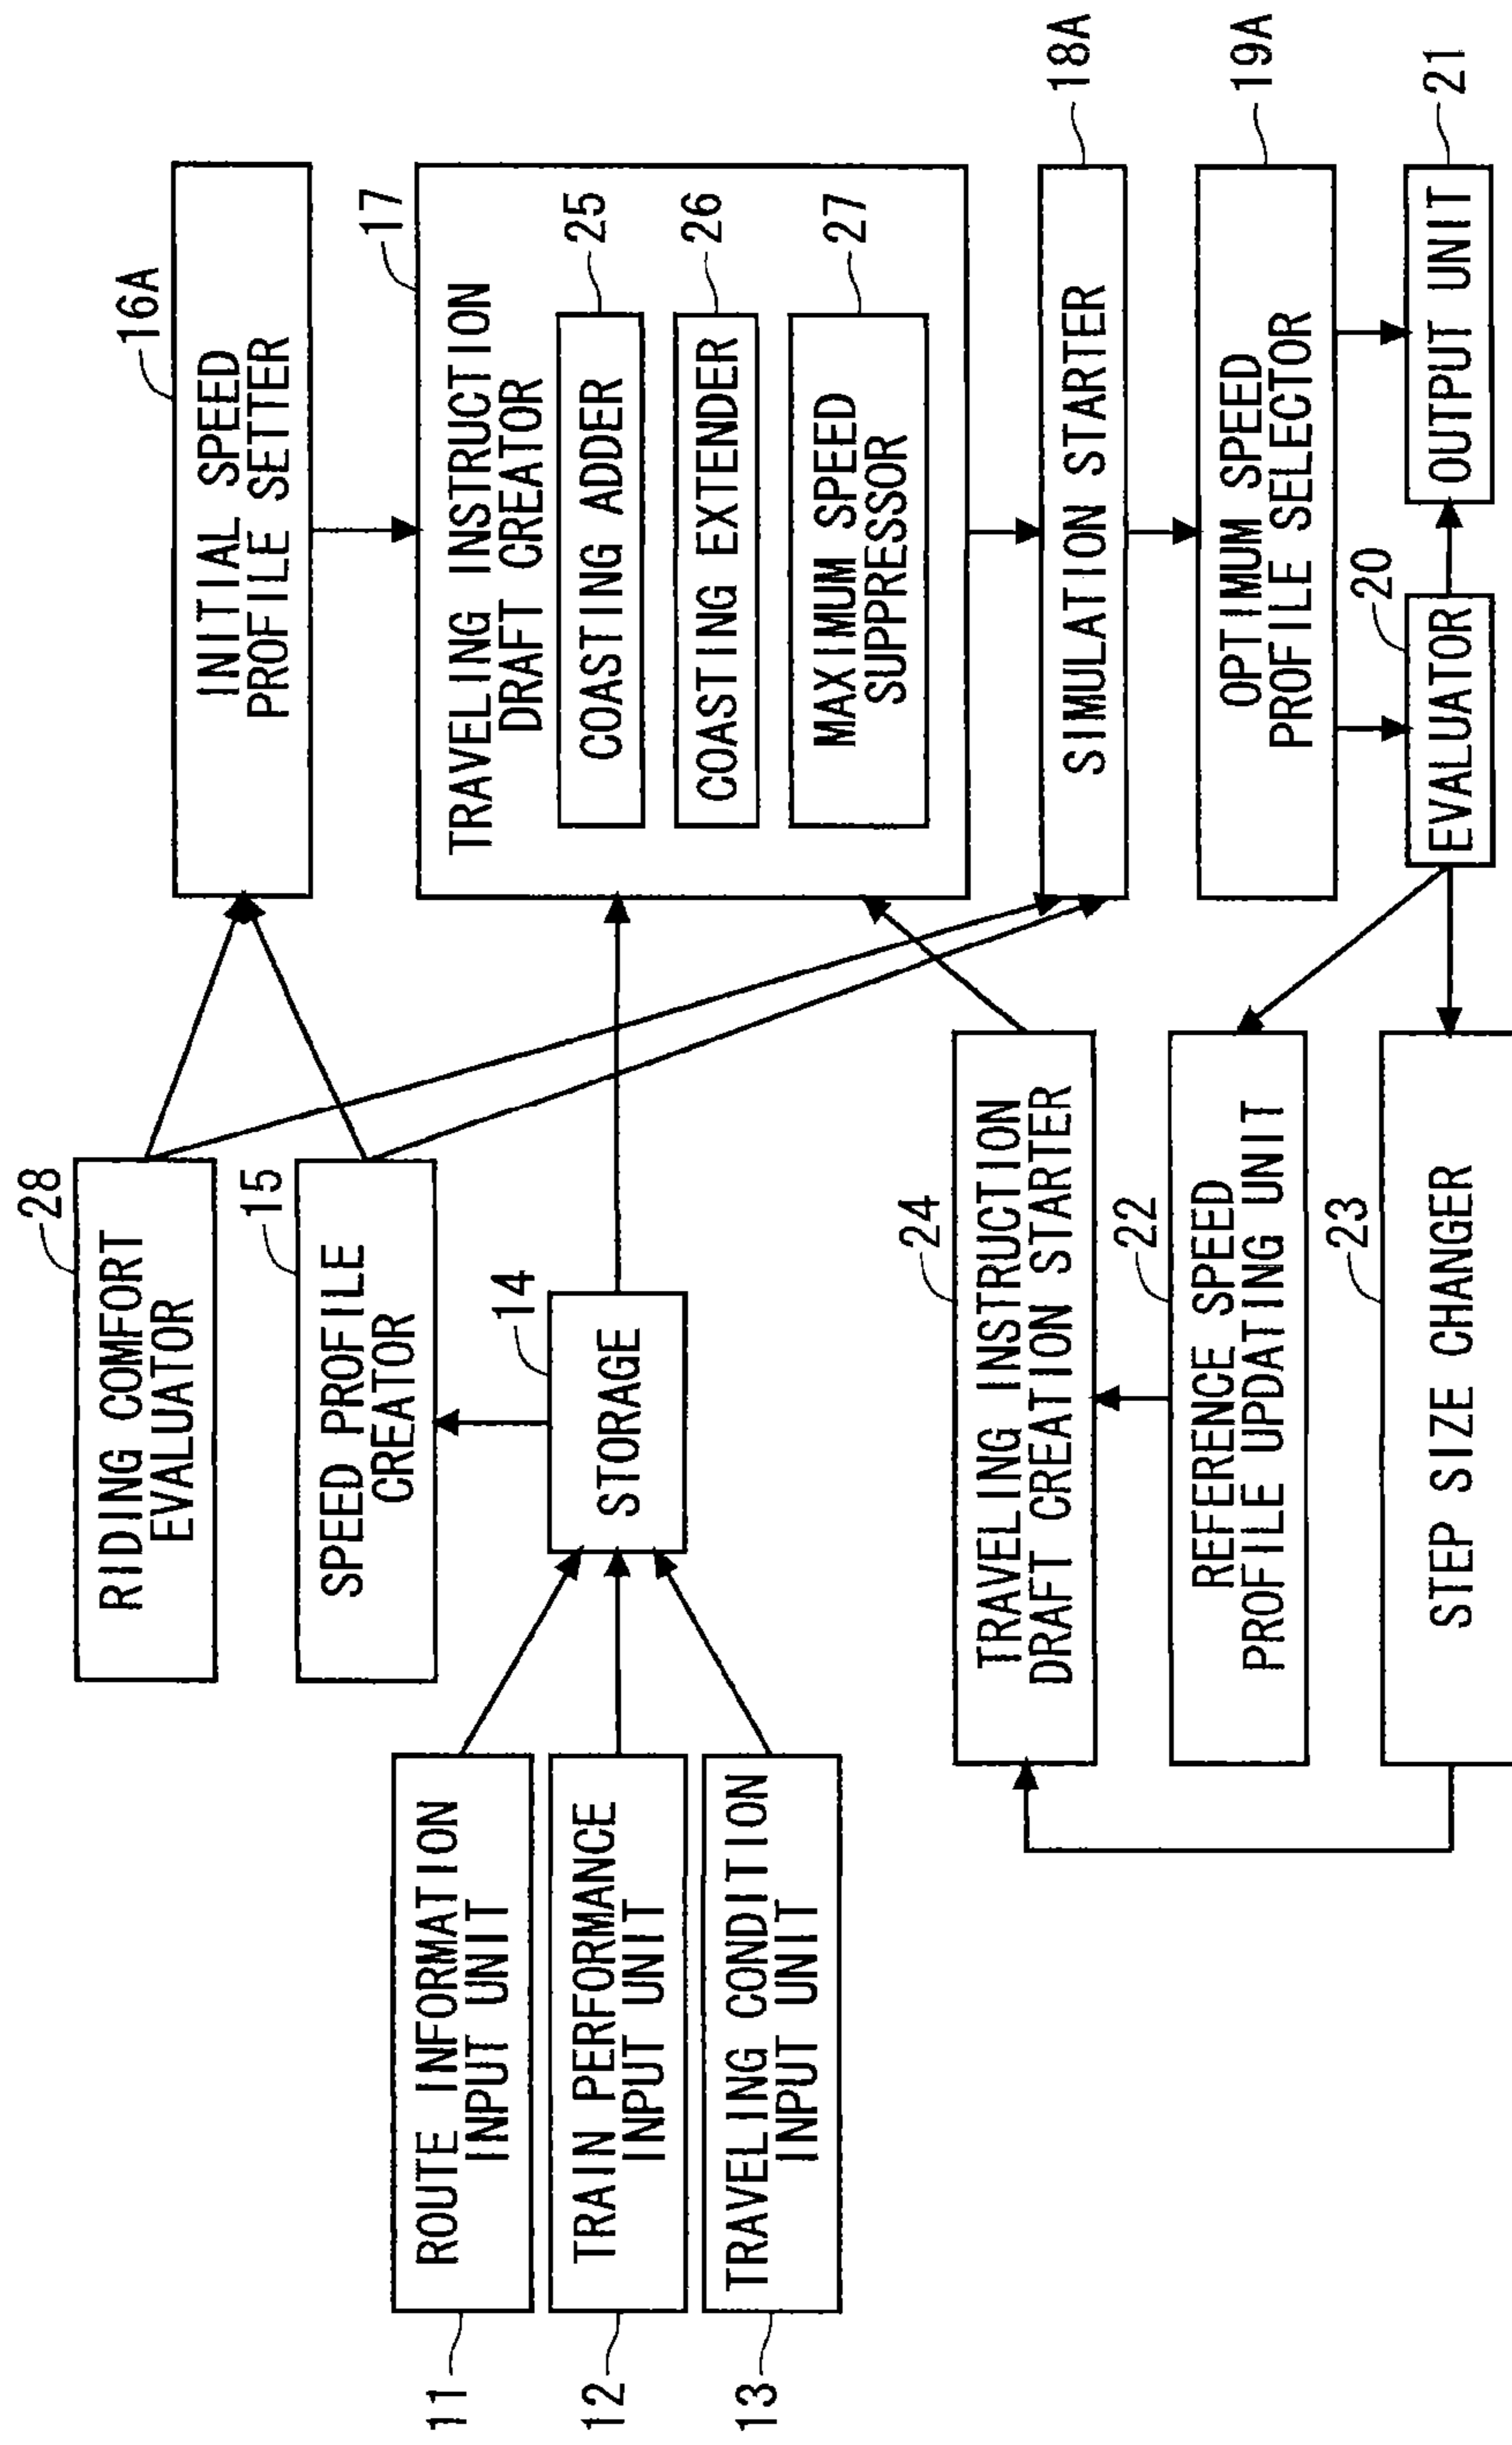 11
ROUTE INFORMATION
INPUT UNIT
12
TRAIN PERFORMANCE
INPUT UNIT
13
TRAVELING CONDITION
INPUT UNIT
28
RIDING COMFORT
EVALUATOR
15
SPEED PROFILE
CREATOR
14
STORAGE
24
TRAVELING INSTRUCTION
DRAFT CREATION STARTER
22
REFERENCE SPEED
PROFILE UPDATING UNIT
23
STEP SIZE CHANGER
16A
INITIAL SPEED
PROFILE SETTER
17
TRAVELING INSTRUCTION
DRAFT CREATOR
25
COASTING ADDER
26
COASTING EXTENDER
27
MAXIMUM SPEED
SUPPRESSOR
18A
SIMULATION STARTER
19A
OPTIMUM SPEED
PROFILE SELECTOR
20
EVALUATOR
21
OUTPUT UNIT